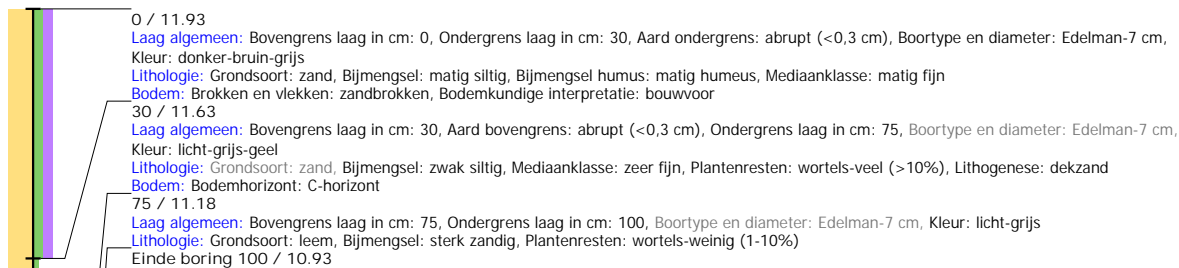 0 / 11.93
Laag algemeen: Bovengrens laag in cm: 0, Ondergrens laag in cm: 30, Aard ondergrens: abrupt (<0,3 cm), Boortype en diameter: Edelman-7 cm,
Kleur: donker-bruin-grijs
Lithologie: Grondsoort: zand, Bijmengsel: matig siltig, Bijmengsel humus: matig humeus, Mediaanklasse: matig fijn
Bodem: Brokken en vlekken: zandbrokken, Bodemkundige interpretatie: bouwvoor
30 / 11.63
Laag algemeen: Bovengrens laag in cm: 30, Aard bovengrens: abrupt (<0,3 cm), Ondergrens laag in cm: 75, Boortype en diameter: Edelman-7 cm,
Kleur: licht-grijs-geel
Lithologie: Grondsoort: zand, Bijmengsel: zwak siltig, Mediaanklasse: zeer fijn, Plantenresten: wortels-veel (>10%), Lithogenese: dekzand
Bodem: Bodemhorizont: C-horizont
75 / 11.18
Laag algemeen: Bovengrens laag in cm: 75, Ondergrens laag in cm: 100, Boortype en diameter: Edelman-7 cm, Kleur: licht-grijs
Lithologie: Grondsoort: leem, Bijmengsel: sterk zandig, Plantenresten: wortels-weinig (1-10%)
Einde boring 100 / 10.93